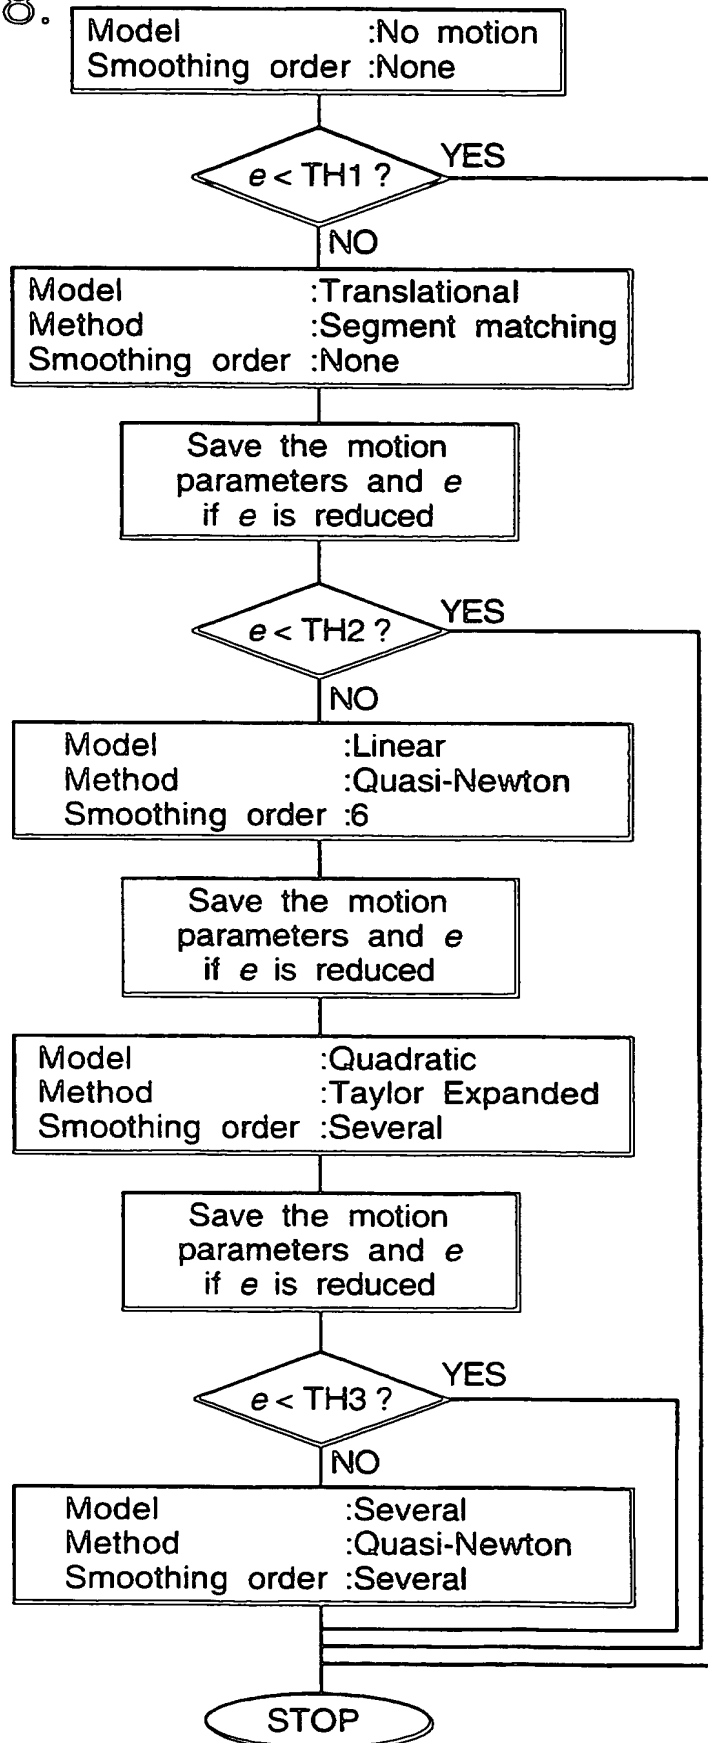 8.
Model :No motion
Smoothing order :None
e < TH1 ?
YES
NO
Model :Translational
Method :Segment matching
Smoothing order :None
Save the motion
parameters and e
if e is reduced
e < TH2 ?
YES
NO
Model :Linear
Method :Quasi-Newton
Smoothing order :6
Save the motion
parameters and e
if e is reduced
Model :Quadratic
Method :Taylor Expanded
Smoothing order :Several
Save the motion
parameters and e
if e is reduced
e < TH3 ?
YES
NO
Model :Several
Method :Quasi-Newton
Smoothing order :Several
STOP